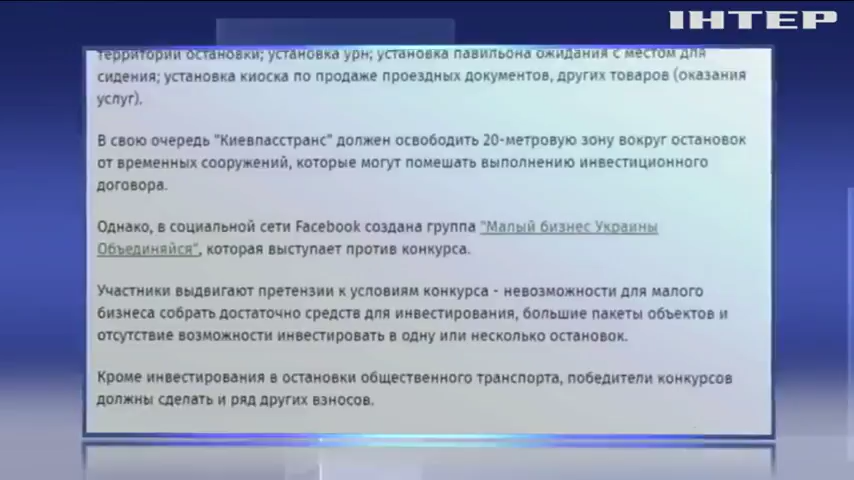 ІНТЕР
территории остановки; установка урн; установка павильона ожидания с местом для
сидения; установка киоска по продаже проездных документов, других товаров (оказания
услуг).
В свою очередь "Киевпасстранс" должен освободить 20-метровую зону вокруг остановок
от временных сооружений, которые могут помешать выполнению инвестиционного
договора.
Однако, в социальной сети Facebook создана группа "Малый бизнес Украины
Объединяйся", которая выступает против конкурса.
Участники выдвигают претензии к условиям конкурса - невозможности для малого
бизнеса собрать достаточно средств для инвестирования, большие пакеты объектов и
отсутствие возможности инвестировать в одну или несколько остановок.
Кроме инвестирования в остановки общественного транспорта, победители конкурсов
должны сделать и ряд других взносов.